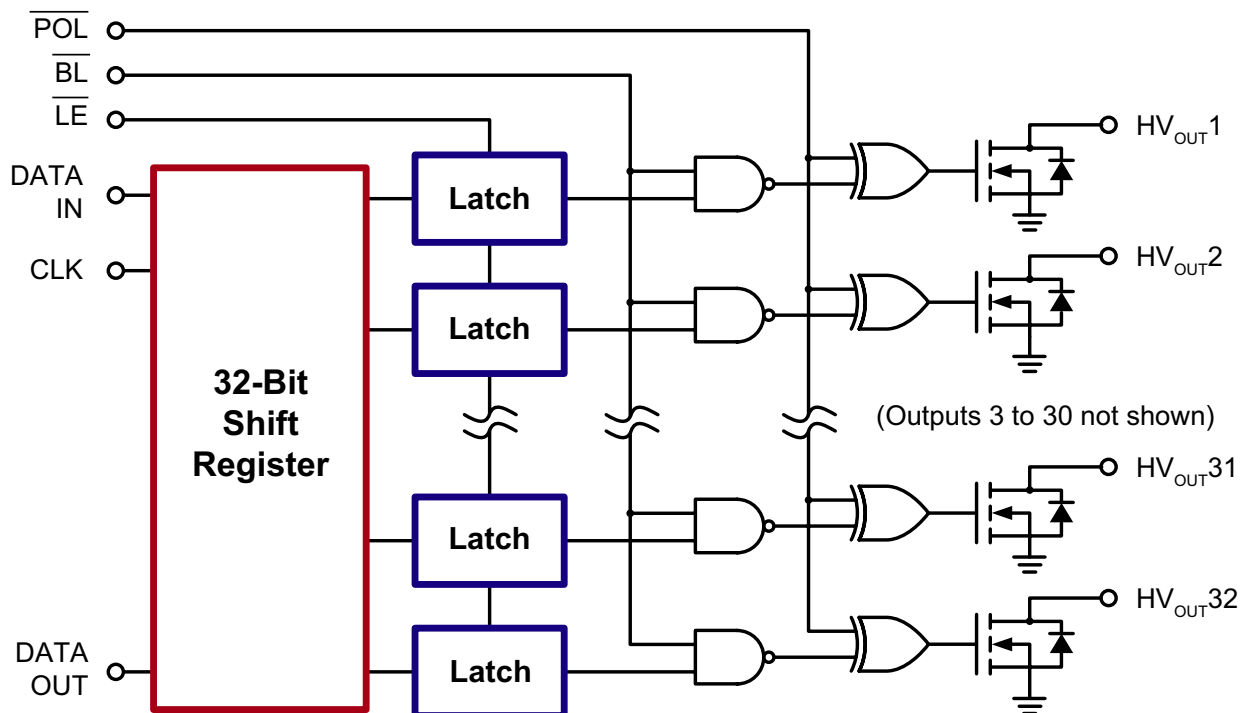 POL
BL
LE
DATA
IN
CLK
DATA
OUT
32-Bit
Shift
Register
Latch
Latch
Latch
Latch
HVOUT1
HVOUT2
(Outputs 3 to 30 not shown)
HVOUT31
HVOUT32